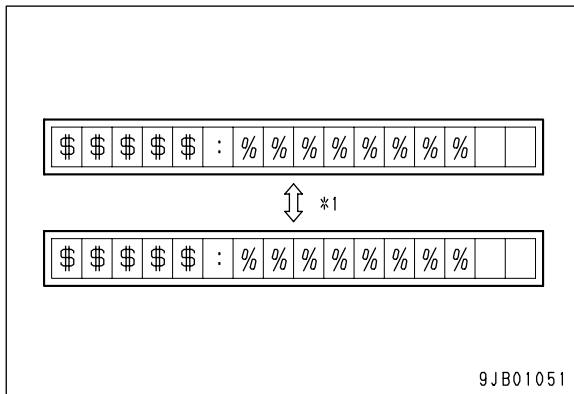 $ $ $ $ $ : % % % % % % % %
*1
$ $ $ $ $ : % % % % % % % %
9JB01051